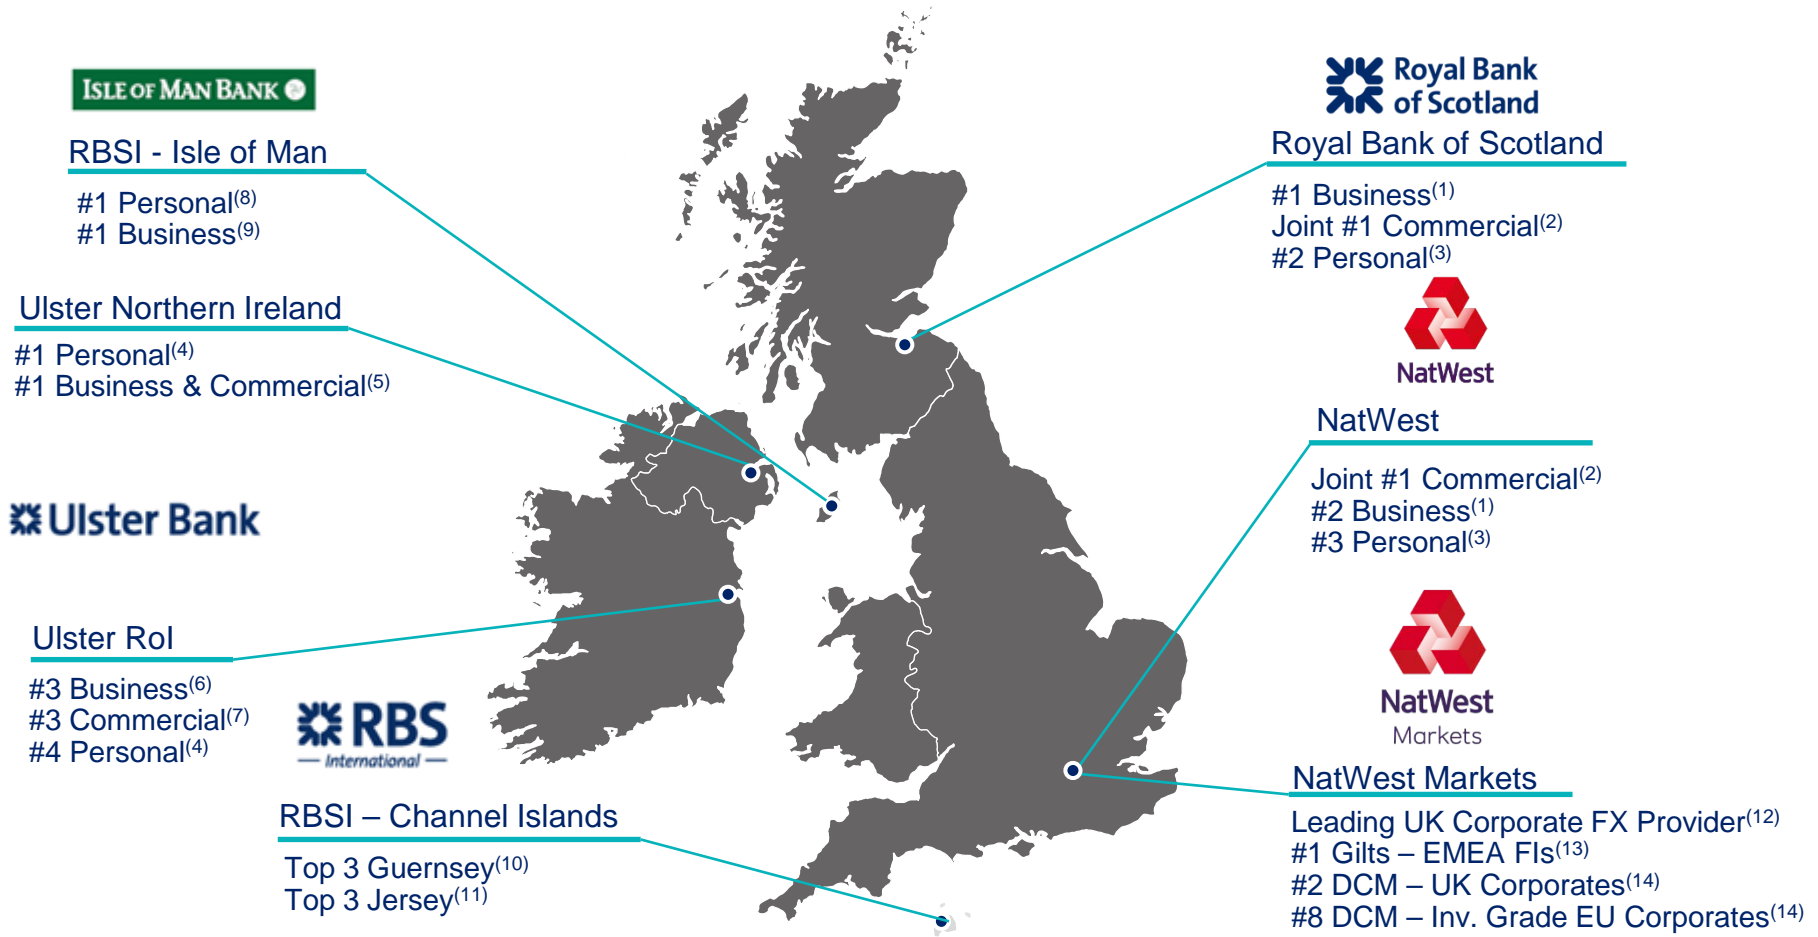 ISLE OF MAN BANK
RBSI - Isle of Man
#1 Personal(8)
#1 Business(9)
Ulster Northern Ireland
#1 Personal(4)
#1 Business & Commercial(5)
Ulster Bank
Ulster RoI
#3 Business(6)
#3 Commercial(7)
#4 Personal(4)
RBS
International
RBSI – Channel Islands
Top 3 Guernsey(10)
Top 3 Jersey(11)
Royal Bank
of Scotland
Royal Bank of Scotland
#1 Business(1)
Joint #1 Commercial(2)
#2 Personal(3)
NatWest
NatWest
Joint #1 Commercial(2)
#2 Business(1)
#3 Personal(3)
NatWest
Markets
NatWest Markets
Leading UK Corporate FX Provider(12)
#1 Gilts – EMEA FIs(13)
#2 DCM – UK Corporates(14)
#8 DCM – Inv. Grade EU Corporates(14)